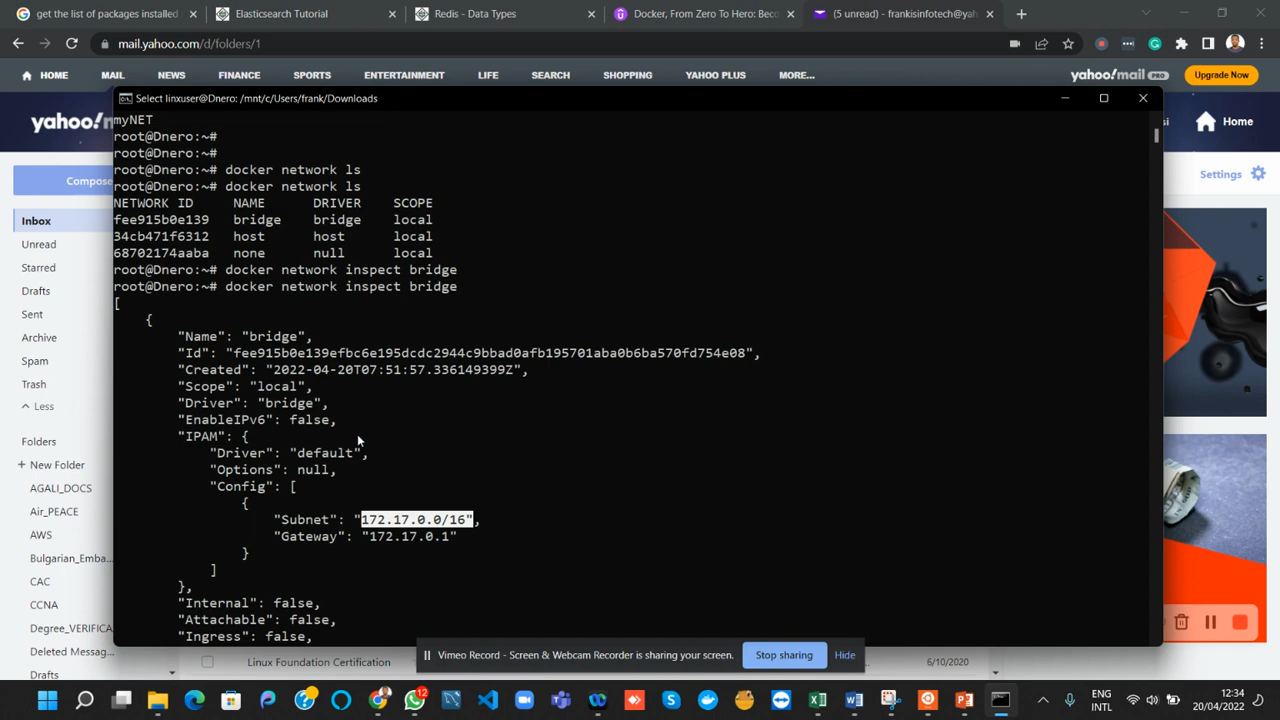 get the list of packages installed
Elasticsearch Tutorial
Redis - Data Types
Docker, From Zero To Hero: Beco
(5 unread) - frankisinfotech@yah
mail.yahoo.com/d/folders/1
HOME MAIL NEWS FINANCE SPORTS ENTERTAINMENT LIFE SEARCH SHOPPING YAHOO PLUS MORE... yahoo!mail PRO Upgrade Now
yahoo!m
Home
Compose
Settings
Inbox
Unread
Starred
Drafts
Sent
Archive
Spam
Trash
Less
Folders
New Folder
AGALI_DOCS
Air_PEACE
AWS
Bulgarian_Emba...
CAC
CCNA
Degree_VERIFICA
Deleted Messag...
Select linxuser@Dnero: /mnt/c/Users/frank/Downloads
myNET
root@Dnero:~#
root@Dnero:~#
root@Dnero:~# docker network ls
root@Dnero:~# docker network ls
NETWORK ID NAME DRIVER SCOPE
fee915b0e139 bridge bridge local
34cb471f6312 host host local
68702174aaba none null local
root@Dnero:~# docker network inspect bridge
root@Dnero:~# docker network inspect bridge
[
{
"Name": "bridge",
"Id": "fee915b0e139efbc6e195dcdc2944c9bbad0afb195701aba0b6ba570fd754e08",
"Created": "2022-04-20T07:51:57.336149399Z",
"Scope": "local",
"Driver": "bridge",
"EnableIPv6": false,
"IPAM": {
"Driver": "default",
"Options": null,
"Config": [
{
"Subnet": "172.17.0.0/16",
"Gateway": "172.17.0.1"
}
]
},
"Internal": false,
"Attachable": false,
"Ingress": false,
Vimeo Record - Screen & Webcam Recorder is sharing your screen. Stop sharing Hide
Linux Foundation Certification
6/10/2020
12
ENG
INTL
12:34
20/04/2022